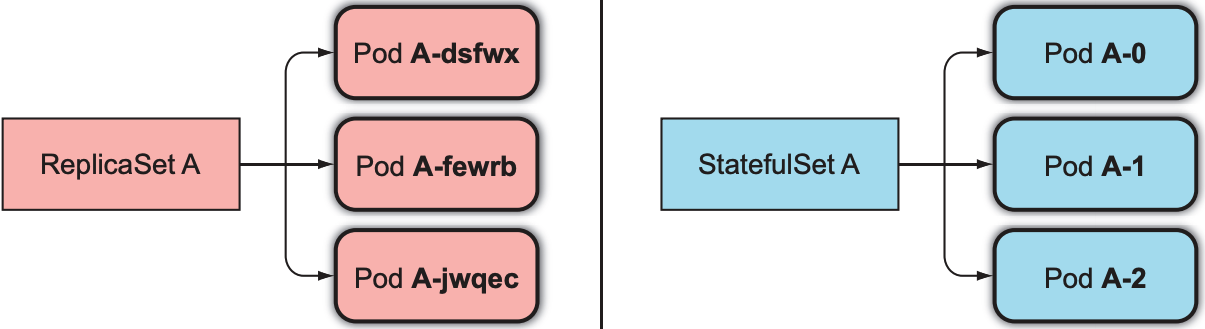 ReplicaSet A
Pod A-dsfwx
Pod A-fewrb
Pod A-jwqec
StatefulSet A
Pod A-0
Pod A-1
Pod A-2